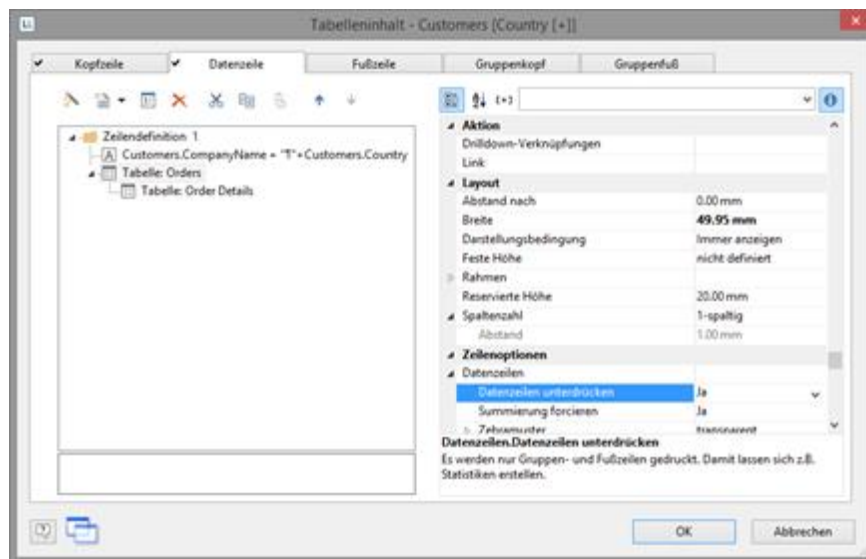 Tabelleninhalt - Customers [Country [+]]
Kopfzeile
Datenzeile
Fußzeile
Gruppenkopf
Gruppenfuß
Zeilendefinition 1
Customers.CompanyName + "¶"+Customers.Country
Tabelle: Orders
Tabelle: Order Details
Aktion
Drilldown-Verknüpfungen
Link
Layout
Abstand nach 0.00 mm
Breite 49.95 mm
Darstellungsbedingung Immer anzeigen
Feste Höhe nicht definiert
Rahmen
Reservierte Höhe 20.00 mm
Spaltenzahl 1-spaltig
Abstand 1.00 mm
Zeilenoptionen
Datenzeilen
Datenzeilen unterdrücken Ja
Summierung forcieren Ja
Zebramuster transparent
Datenzeilen.Datenzeilen unterdrücken
Es werden nur Gruppen- und Fußzeilen gedruckt. Damit lassen sich z.B.
Statistiken erstellen.
OK
Abbrechen